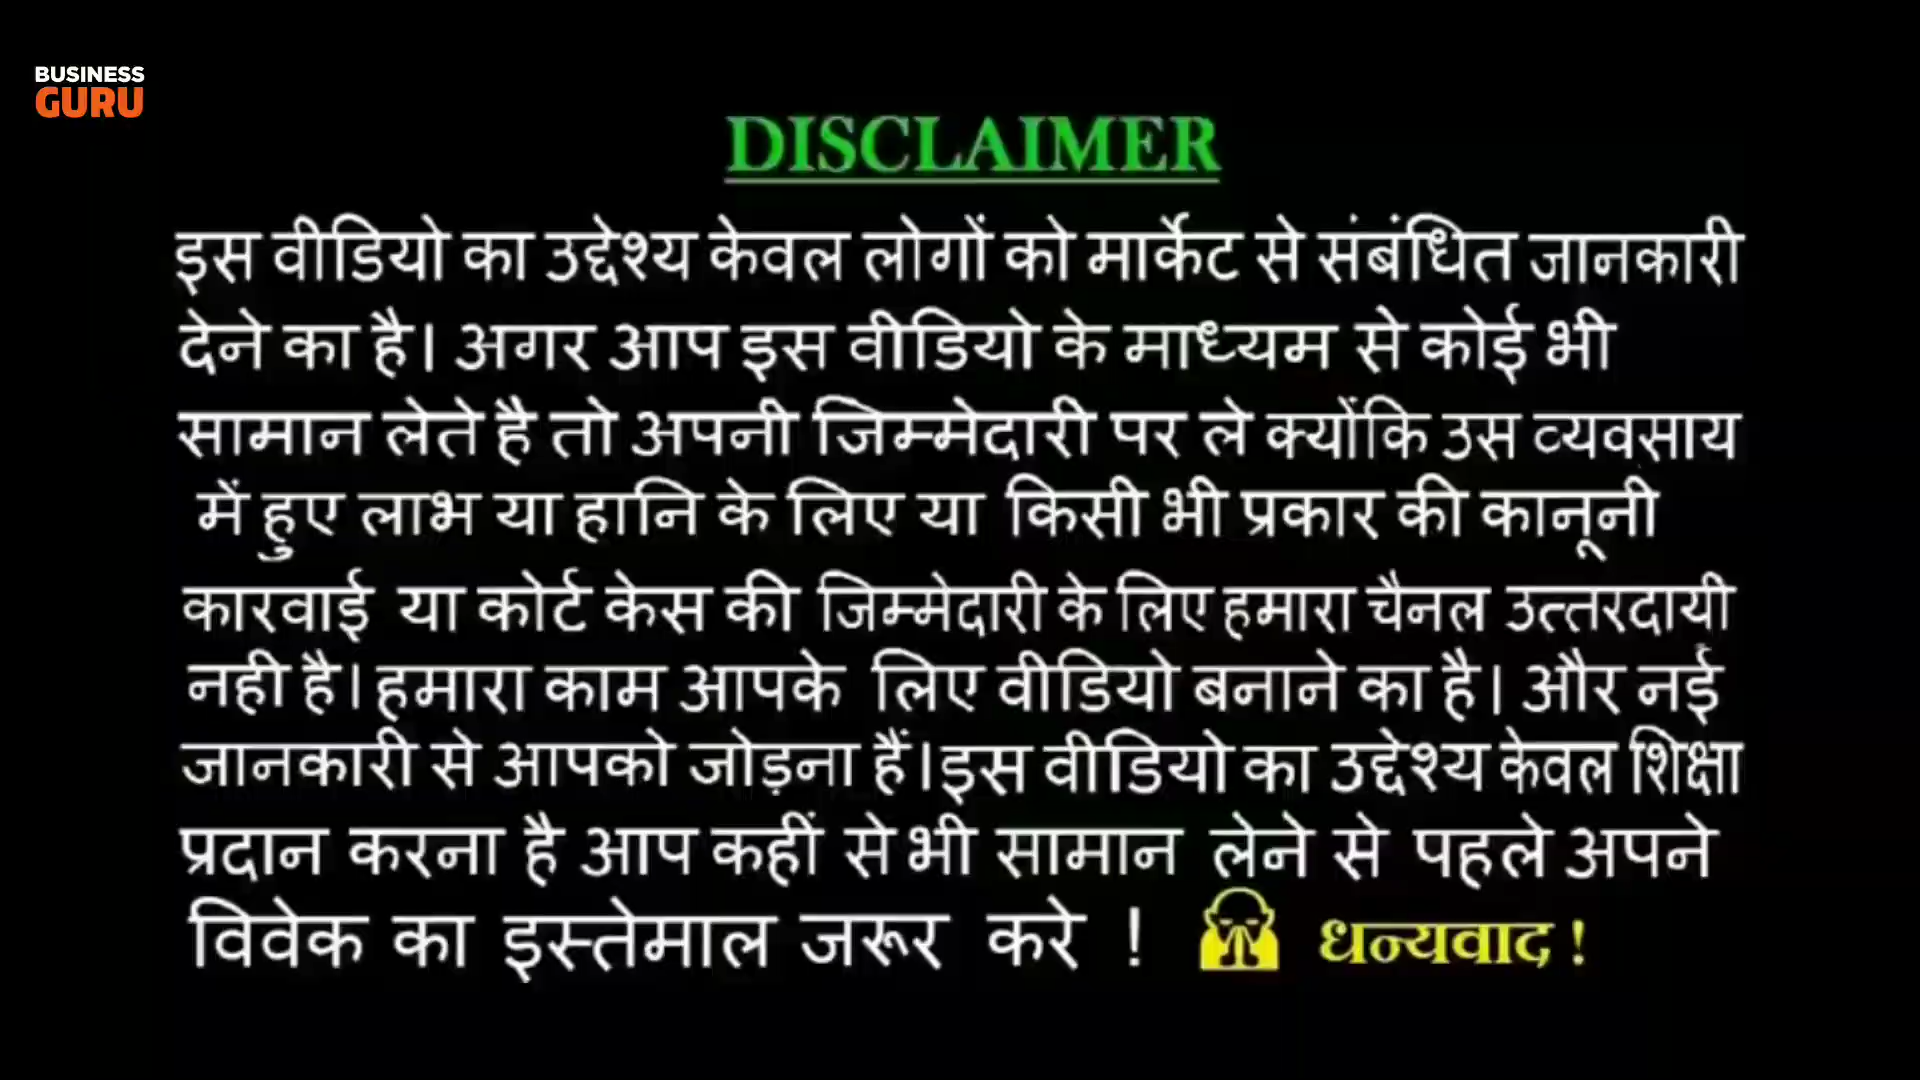 BUSINESS
GURU
DISCLAIMER
इस वीडियो का उद्देश्य केवल लोगों को मार्केट से संबंधित जानकारी
देने का है। अगर आप इस वीडियो के माध्यम से कोई भी
सामान लेते है तो अपनी जिम्मेदारी पर ले क्योंकि उस व्यवसाय
में हुए लाभ या हानि के लिए या किसी भी प्रकार की कानूनी
कारवाई या कोर्ट केस की जिम्मेदारी के लिए हमारा चैनल उत्तरदायी
नही है। हमारा काम आपके लिए वीडियो बनाने का है। और नई
जानकारी से आपको जोड़ना हैं।इस वीडियो का उद्देश्य केवल शिक्षा
प्रदान करना है आप कहीं से भी सामान लेने से पहले अपने
विवेक का इस्तेमाल जरूर करे ! धन्यवाद !